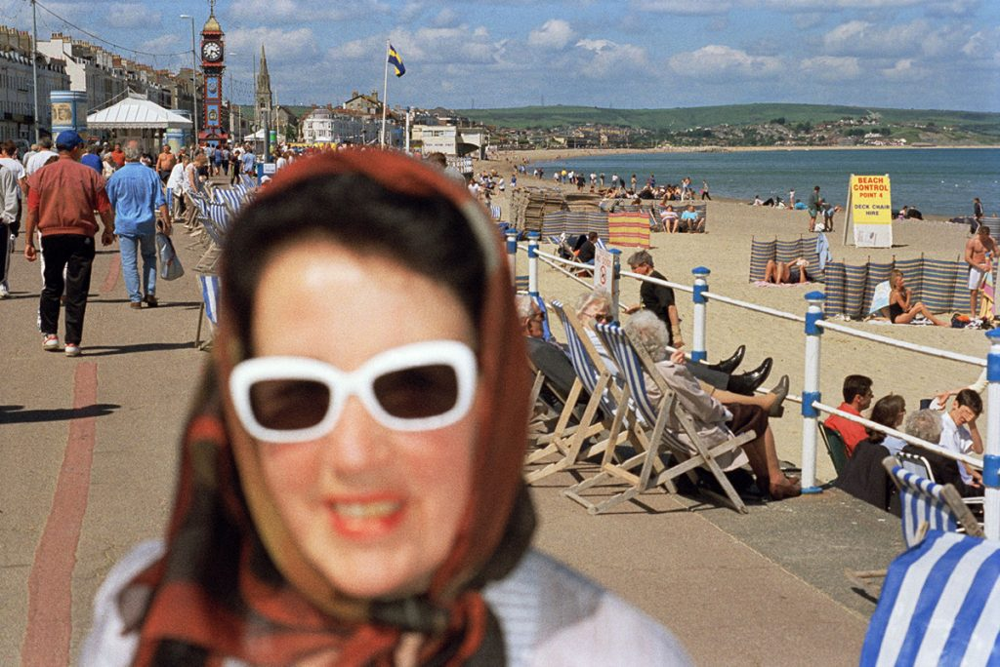 BEACH
CONTROL
POINT 4
DECK CHAIR
HIRE